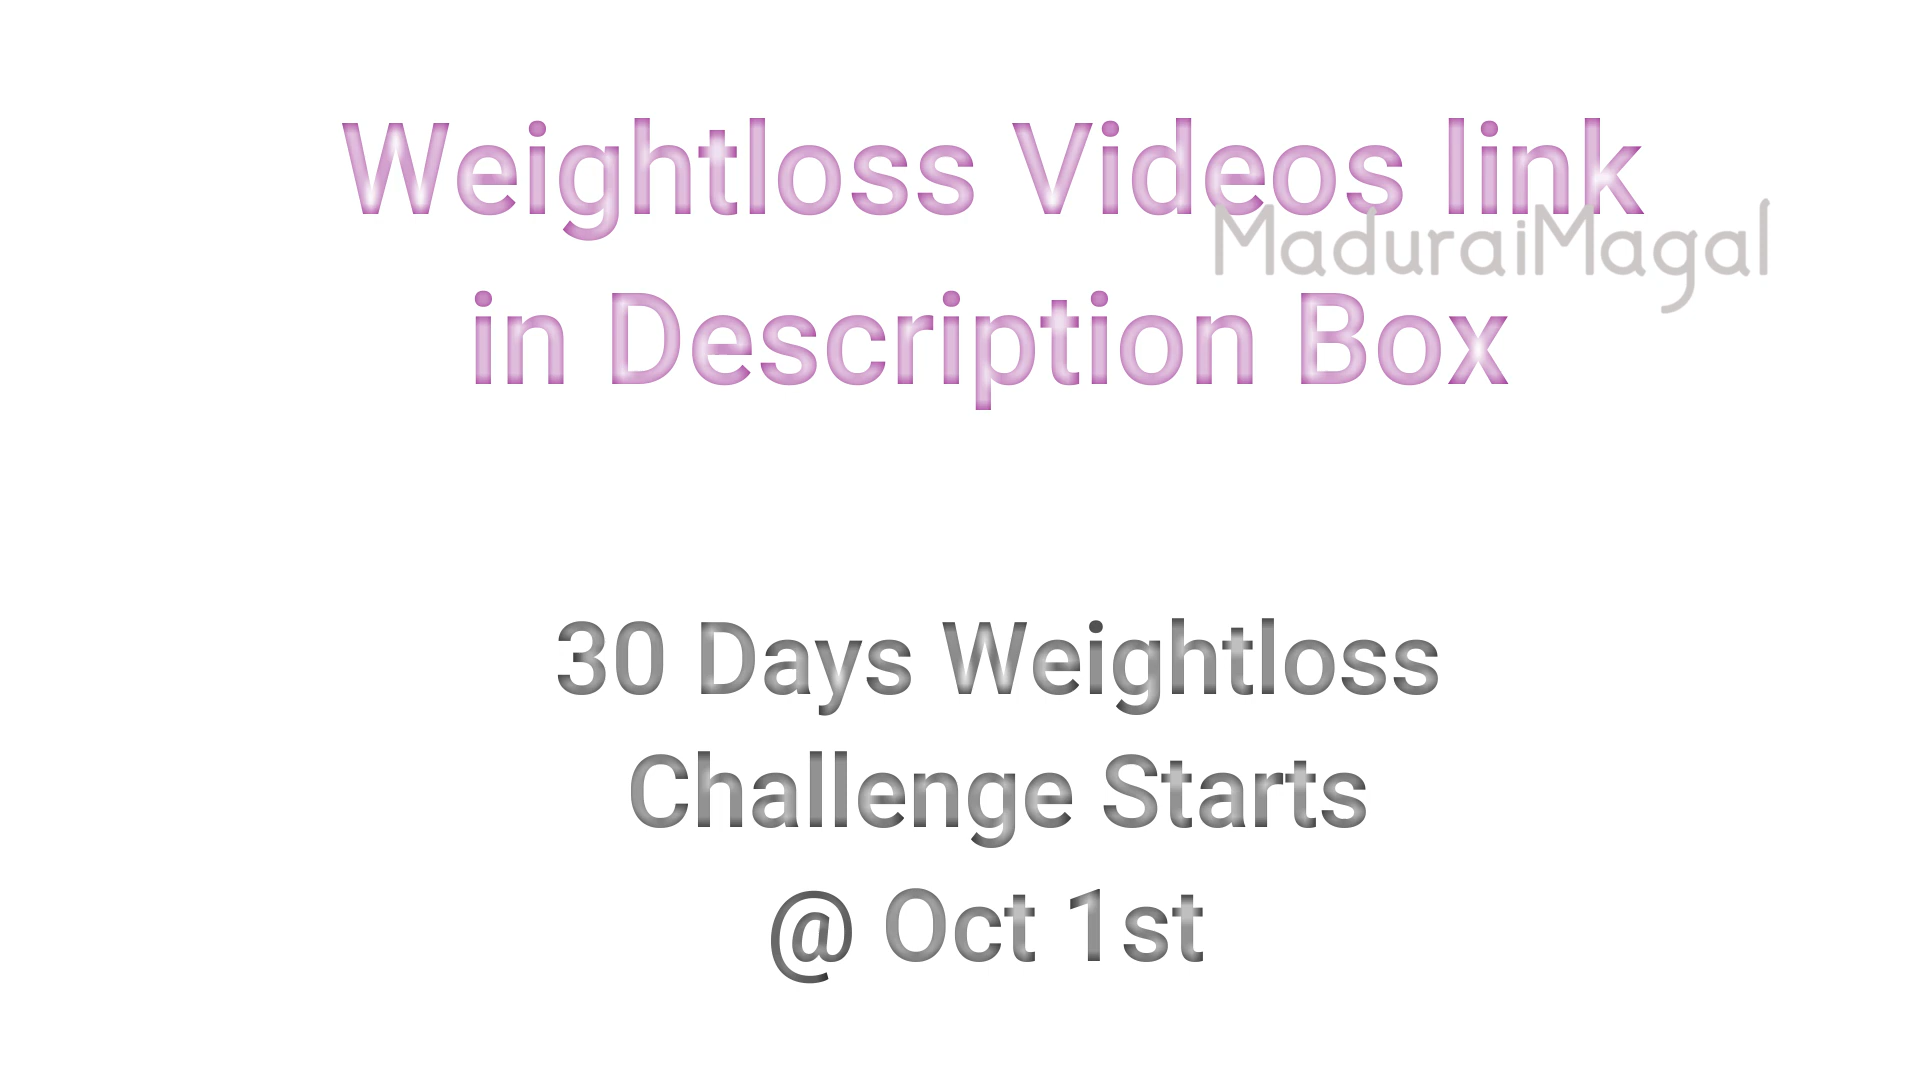 Weightloss Videos link
MaduraiMagal
in Description Box
30 Days Weightloss
Challenge Starts
@ Oct 1st